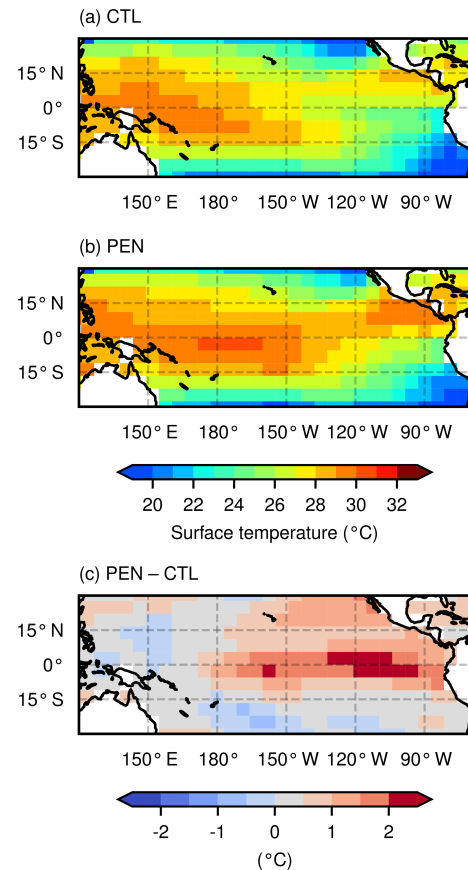 (a) CTL
15° N
0°
15° S
150° E 180° 150° W 120° W 90° W
(b) PEN
15° N
0°
15° S
150° E 180° 150° W 120° W 90° W
20 22 24 26 28 30 32
Surface temperature (°C)
(c) PEN – CTL
15° N
0°
15° S
150° E 180° 150° W 120° W 90° W
-2 -1 0 1 2
(°C)